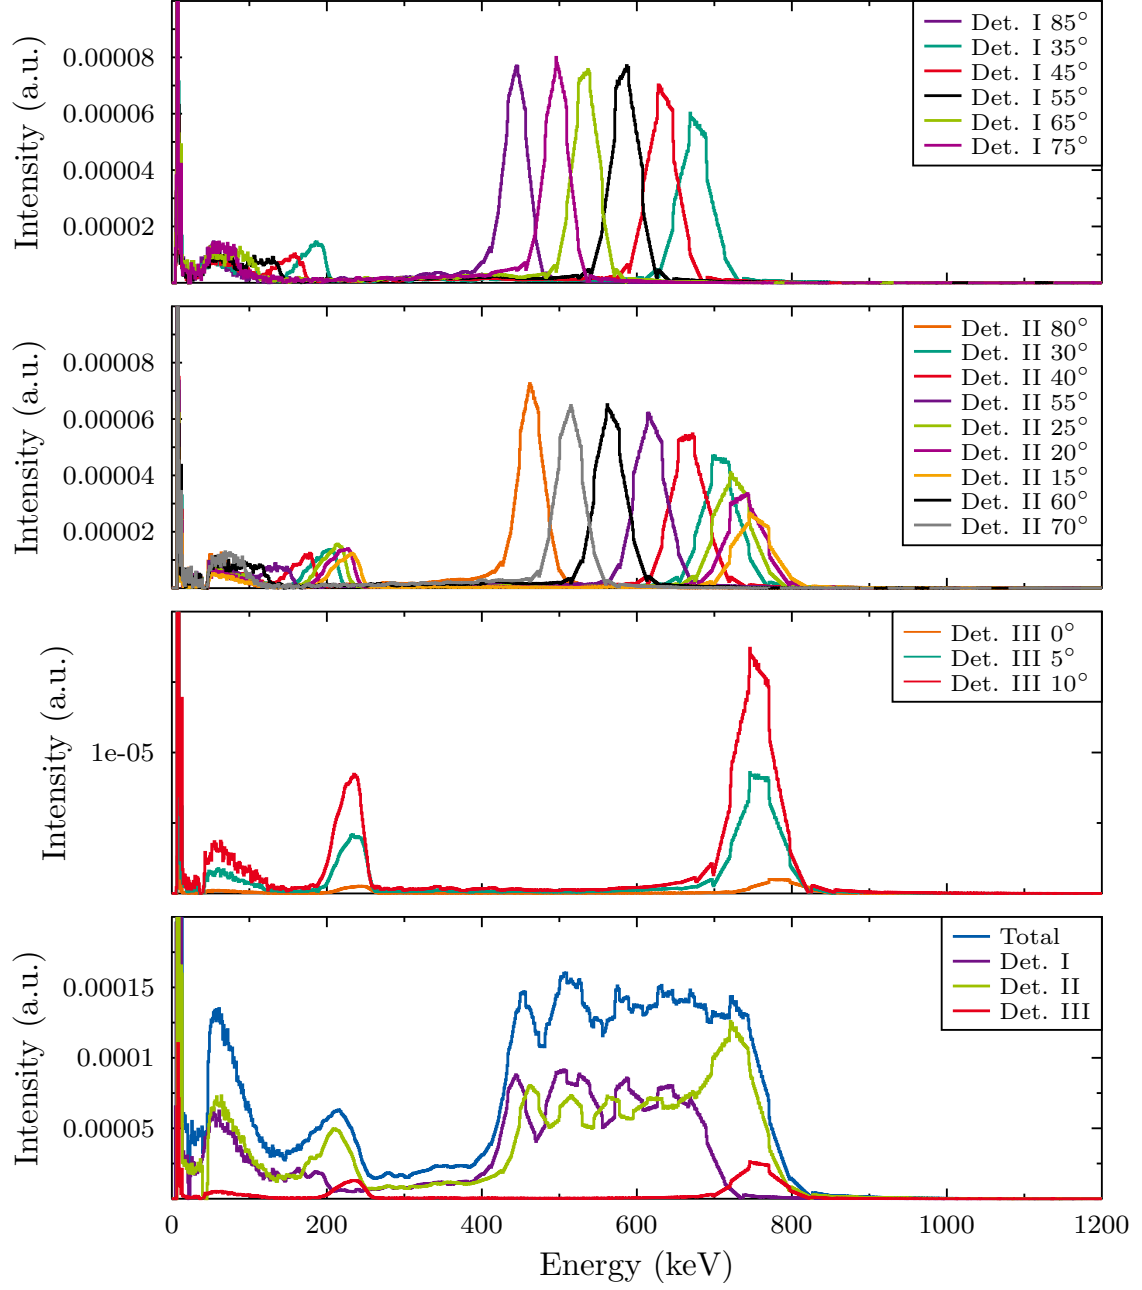 Intensity (a.u.)
0.00008
0.00006
0.00004
0.00002
Det. I 85°
Det. I 35°
Det. I 45°
Det. I 55°
Det. I 65°
Det. I 75°
Intensity (a.u.)
0.00008
0.00006
0.00004
0.00002
Det. II 80°
Det. II 30°
Det. II 40°
Det. II 55°
Det. II 25°
Det. II 20°
Det. II 15°
Det. II 60°
Det. II 70°
Intensity (a.u.)
1e-05
Det. III 0°
Det. III 5°
Det. III 10°
Intensity (a.u.)
0.00015
0.0001
0.00005
Total
Det. I
Det. II
Det. III
0 200 400 600 800 1000 1200
Energy (keV)